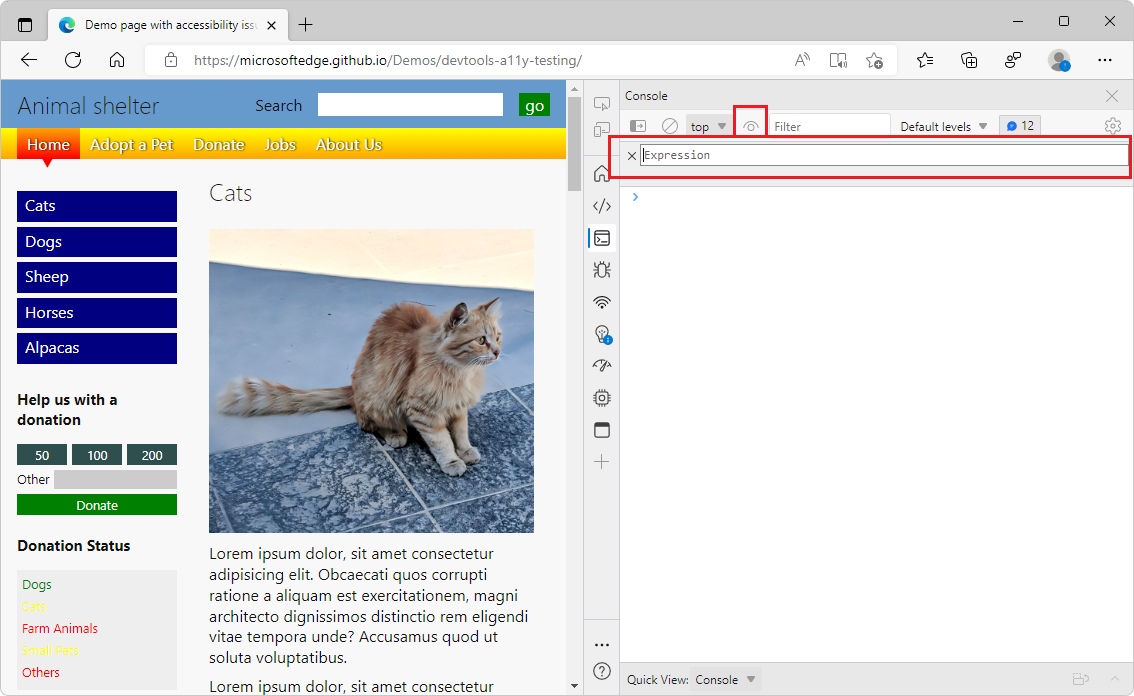 Demo page with accessibility iss
https://microsoftedge.github.io/Demos/devtools-a11y-testing/
Animal shelter
Search
go
Home
Adopt a Pet
Donate
Jobs
About Us
Cats
Dogs
Sheep
Horses
Alpacas
Help us with a
donation
50
100
200
Other
Donate
Donation Status
Dogs
Cats
Farm Animals
Small Pets
Others
Cats
Lorem ipsum dolor, sit amet consectetur
adipisicing elit. Obcaecati quos corrupti
ratione a aliquam est exercitationem, magni
architecto dignissimos distinctio rem eligendi
vitae tempora unde? Accusamus quod ut
soluta voluptatibus.
Lorem ipsum dolor, sit amet consectetur
Console
top
Filter
Default levels
12
Expression
Quick View:
Console